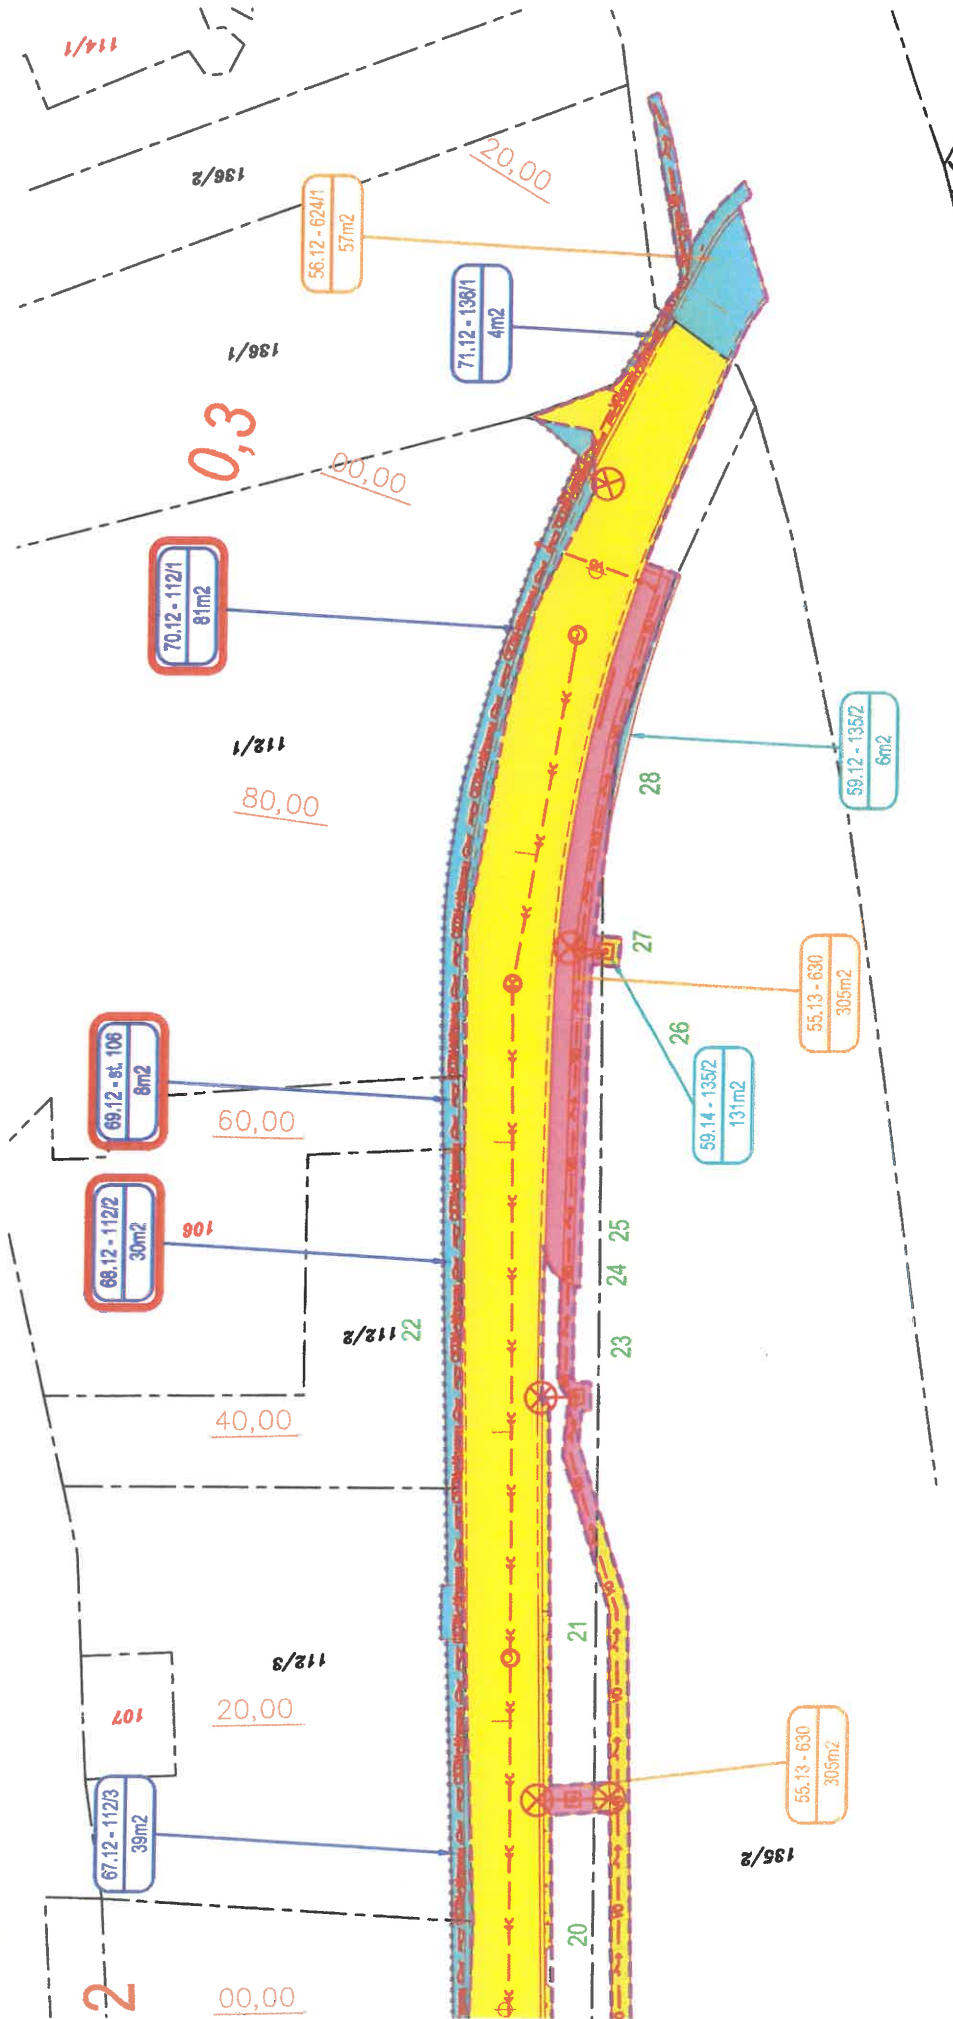 114/1
136/2
20,00
56.12 - 624/1
57m2
71.12 - 136/1
4m2
136/1
0,3
00,00
70.12 - 112/1
81m2
112/1
80,00
59.12 - 135/2
6m2
28
27
55.13 - 630
305m2
26
59.14 - 135/2
131m2
69.12 - st. 106
8m2
60,00
68.12 - 112/2
30m2
106
25
24
23
112/2
22
40,00
21
112/3
107
20,00
67.12 - 112/3
39m2
55.13 - 630
305m2
135/2
20
2
00,00